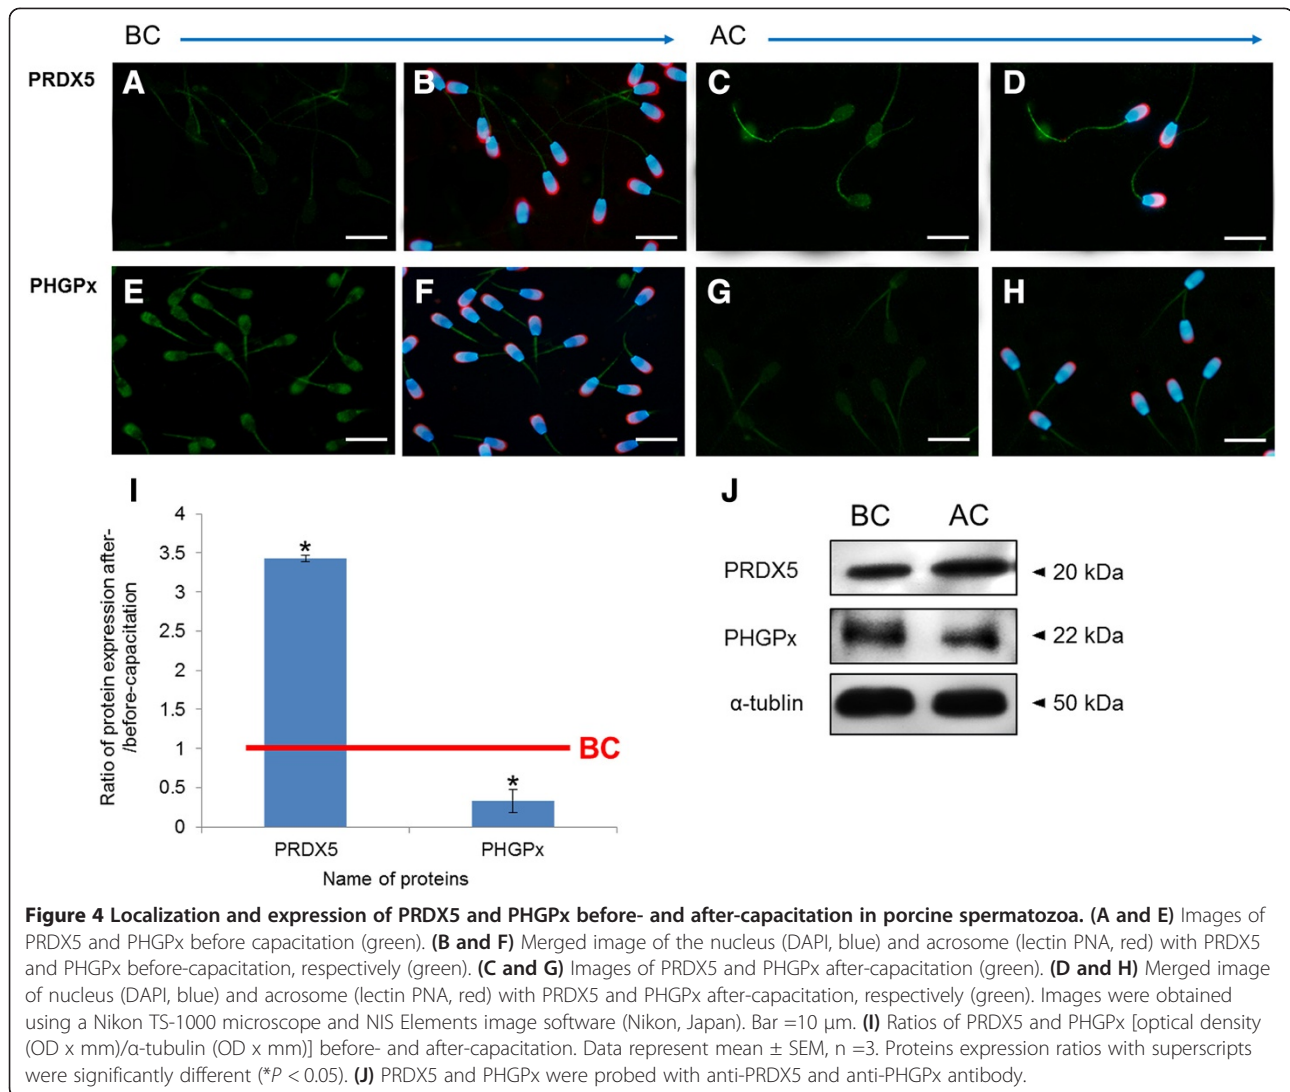 BC AC
PRDX5
A B C D
PHGPx
E F G H
I
Ratio of protein expression after-
/before-capacitation
4
3.5
3
2.5
2
1.5
1
0.5
0
*
*
BC
PRDX5 PHGPx
Name of proteins
J
BC AC
PRDX5 ◄ 20 kDa
PHGPx ◄ 22 kDa
α-tublin ◄ 50 kDa
Figure 4 Localization and expression of PRDX5 and PHGPx before- and after-capacitation in porcine spermatozoa. (A and E) Images of
PRDX5 and PHGPx before capacitation (green). (B and F) Merged image of the nucleus (DAPI, blue) and acrosome (lectin PNA, red) with PRDX5
and PHGPx before-capacitation, respectively (green). (C and G) Images of PRDX5 and PHGPx after-capacitation (green). (D and H) Merged image
of nucleus (DAPI, blue) and acrosome (lectin PNA, red) with PRDX5 and PHGPx after-capacitation, respectively (green). Images were obtained
using a Nikon TS-1000 microscope and NIS Elements image software (Nikon, Japan). Bar =10 μm. (I) Ratios of PRDX5 and PHGPx [optical density
(OD x mm)/α-tubulin (OD x mm)] before- and after-capacitation. Data represent mean ± SEM, n =3. Proteins expression ratios with superscripts
were significantly different (*P < 0.05). (J) PRDX5 and PHGPx were probed with anti-PRDX5 and anti-PHGPx antibody.